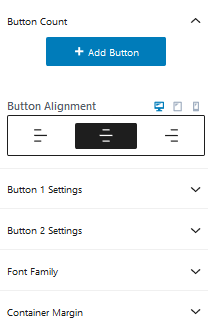 Button Count
+ Add Button
Button Alignment
Button 1 Settings
Button 2 Settings
Font Family
Container Margin